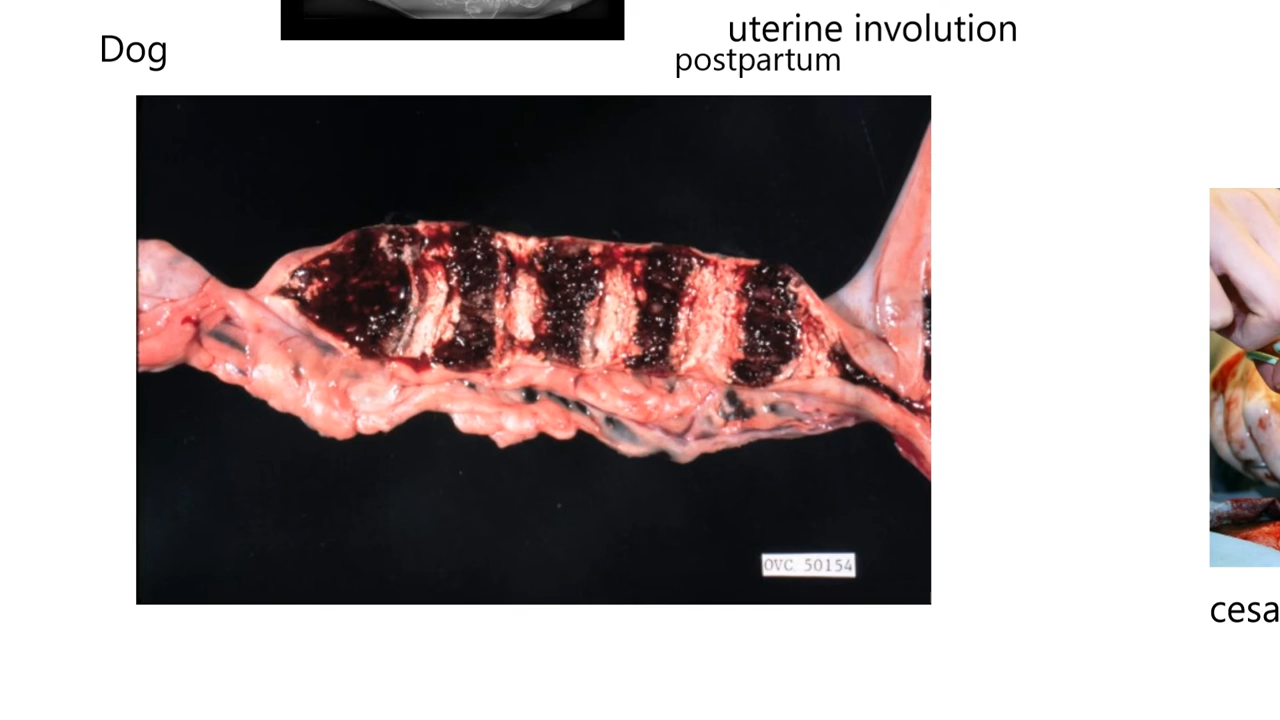 uterine involution
Dog
postpartum
OVC 50154
cesa